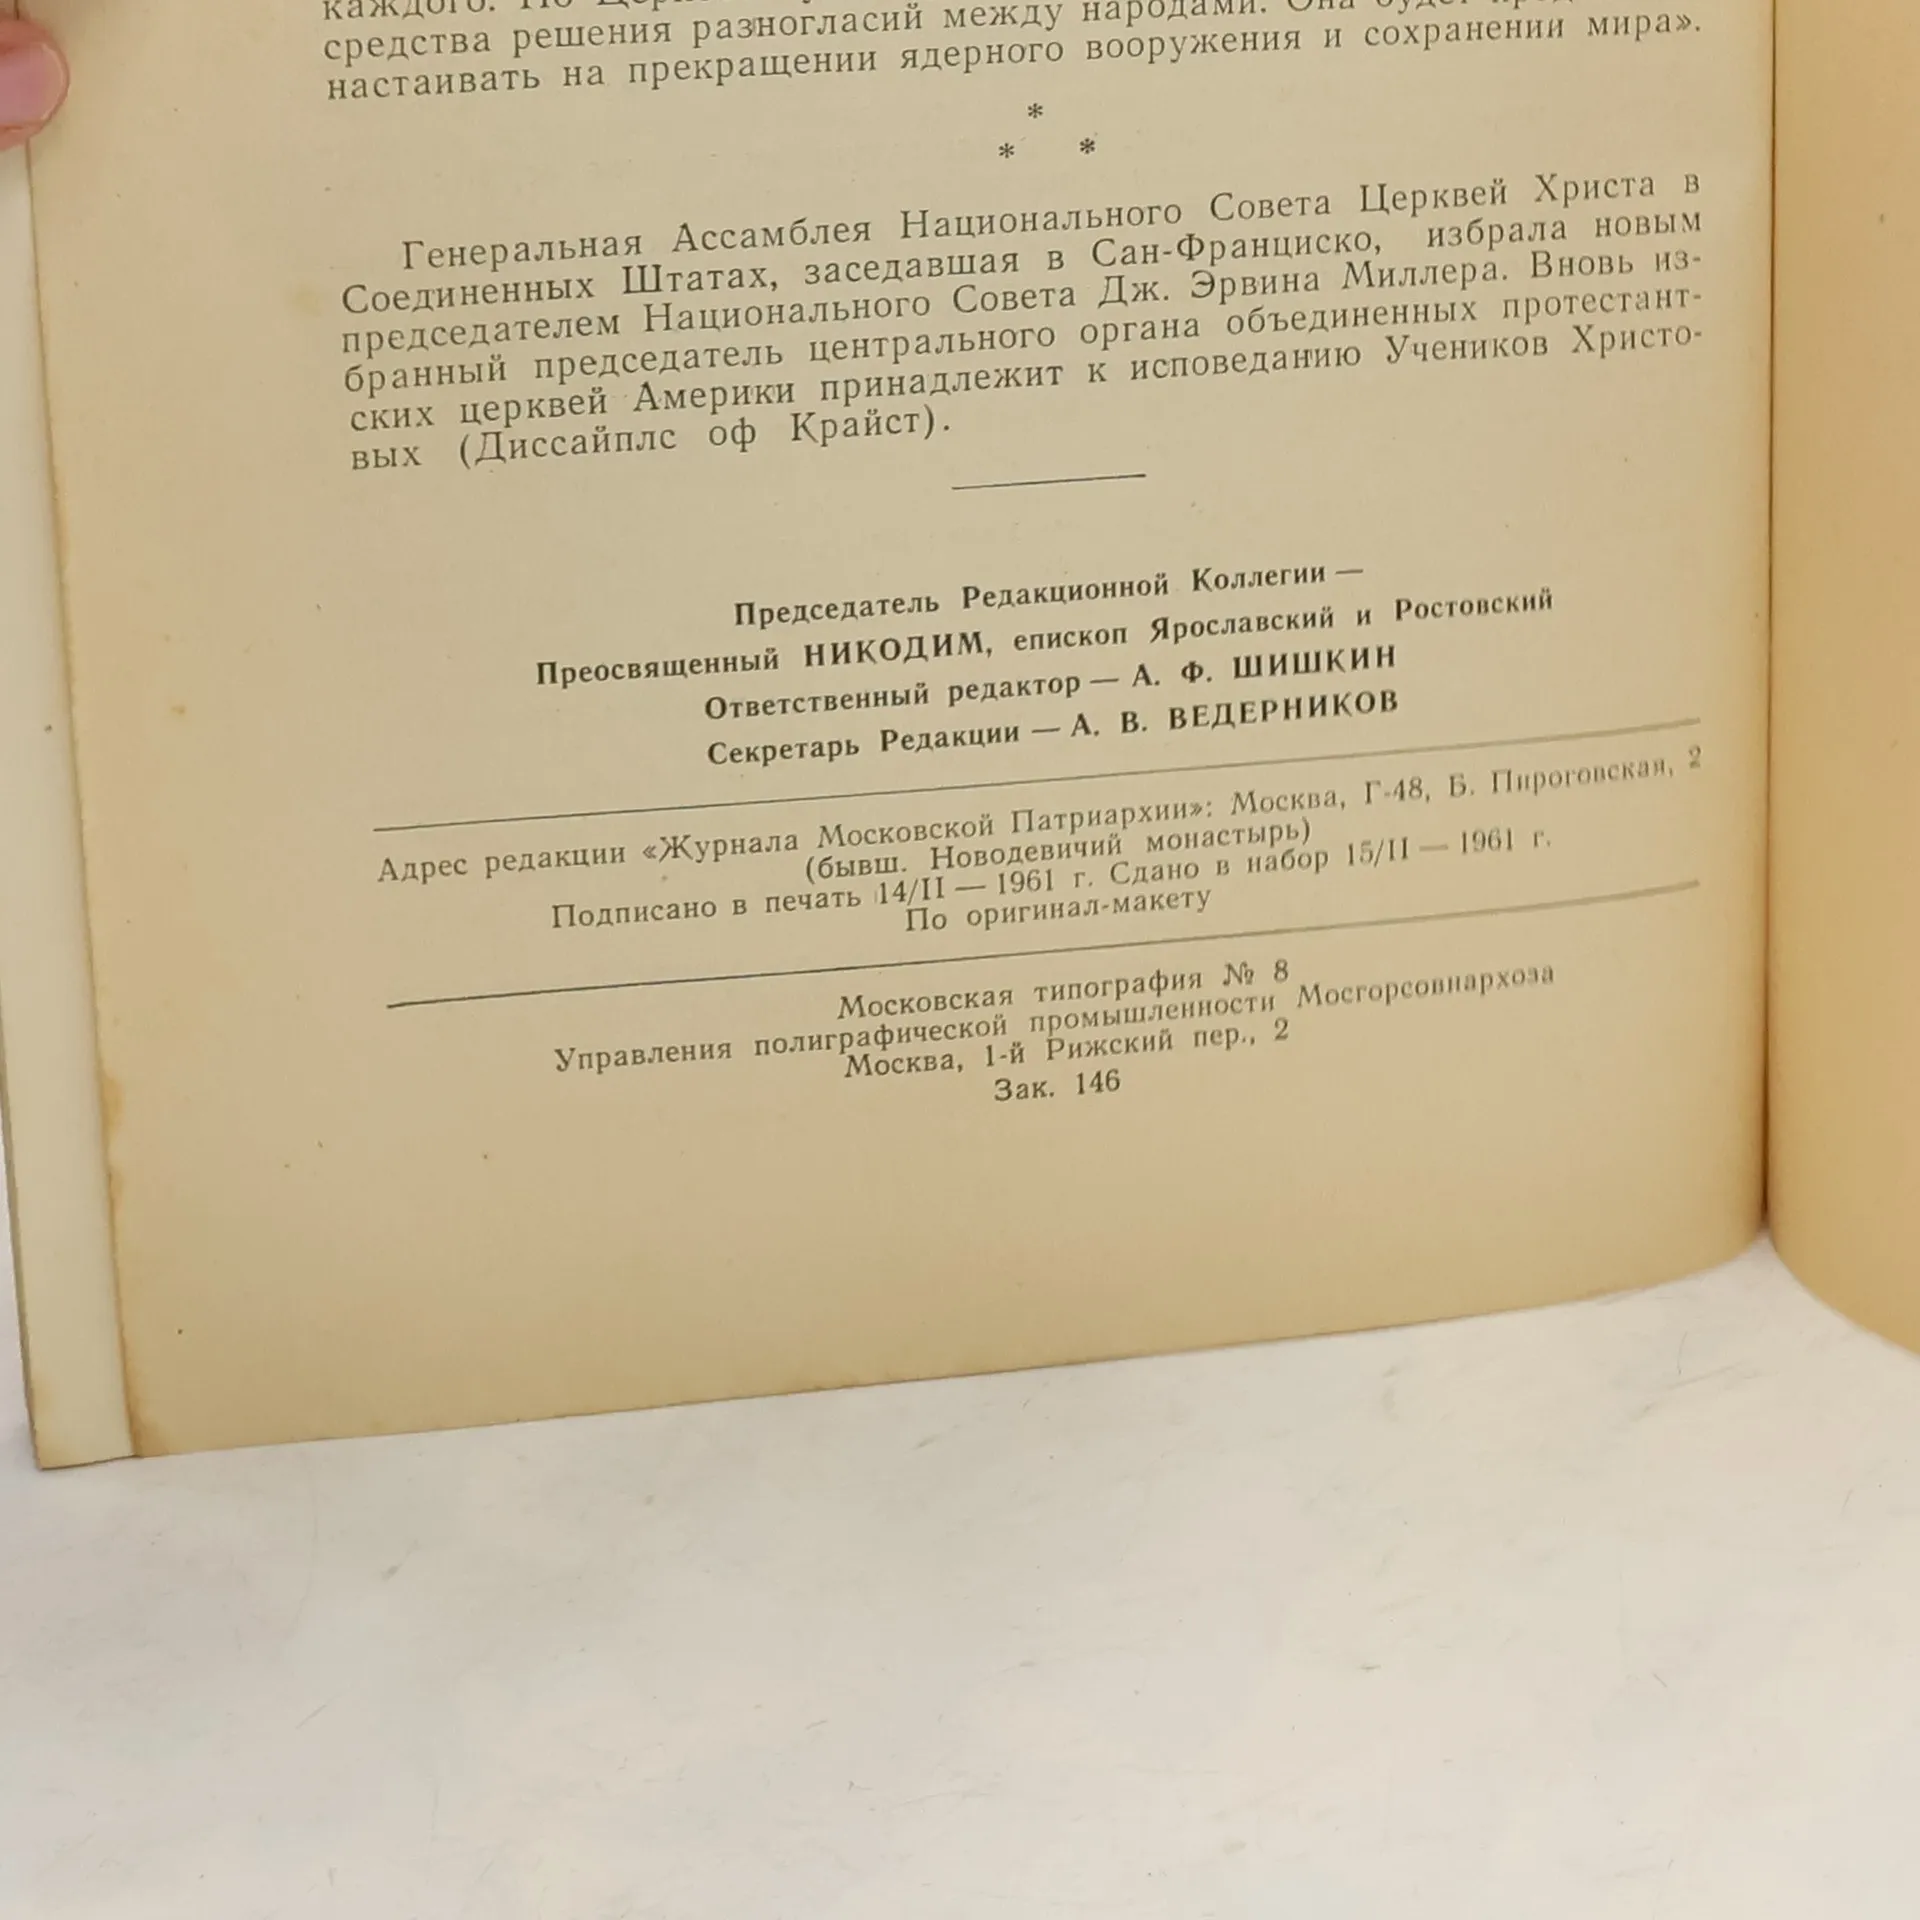 каждого.
средства решения разногласий между народами. Она будет
настаивать на прекращении ядерного вооружения и сохранении мира».
*
* *
Генеральная Ассамблея Национального Совета Церквей Христа в
Соединенных Штатах, заседавшая в Сан-Франциско, избрала новым
председателем Национального Совета Дж. Эрвина Миллера. Вновь из-
бранный председатель центрального органа объединенных протестант-
ских церквей Америки принадлежит к исповеданию Учеников Христо-
вых (Диссайплс оф Крайст).
Председатель Редакционной Коллегии —
Преосвященный НИКОДИМ, епископ Ярославский и Ростовский
Ответственный редактор — А. Ф. ШИШКИН
Секретарь Редакции — А. В. ВЕДЕРНИКОВ
Адрес редакции «Журнала Московской Патриархии»: Москва, Г-48, Б. Пироговская, 2
(бывш. Новодевичий монастырь)
Подписано в печать 14/II — 1961 г. Сдано в набор 15/II — 1961 г.
По оригинал-макету
Московская типография № 8
Управления полиграфической промышленности Мосгорсовнархоза
Москва, 1-й Рижский пер., 2
Зак. 146